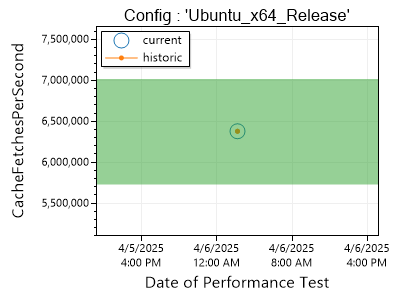 Config : 'Ubuntu_x64_Release'
7,500,000
7,000,000
6,500,000
6,000,000
5,500,000
CacheFetchesPerSecond
current
historic
4/5/2025
4:00 PM
4/6/2025
12:00 AM
4/6/2025
8:00 AM
4/6/2025
4:00 PM
Date of Performance Test